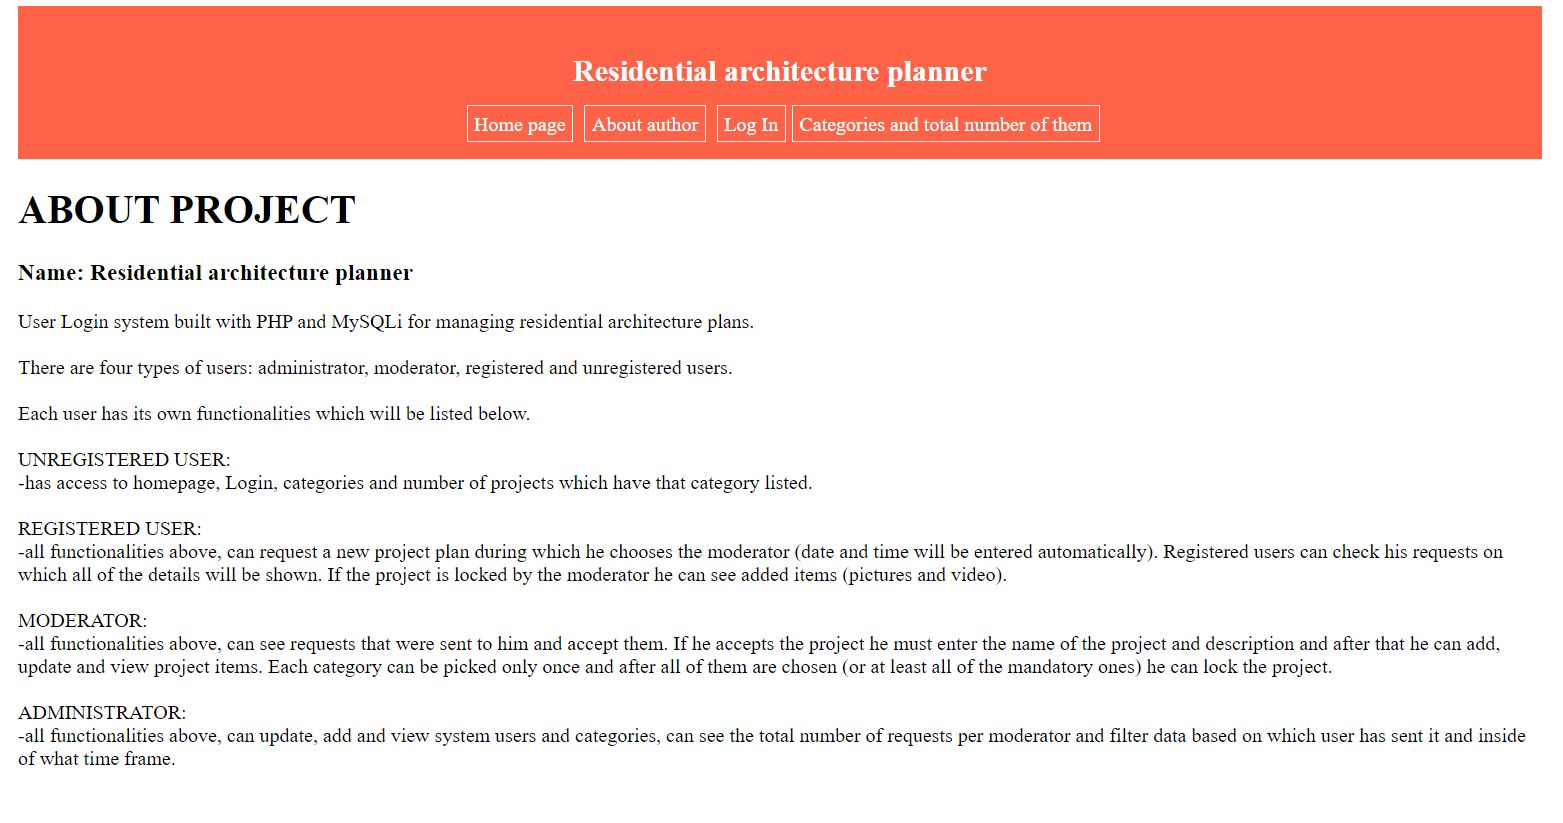 Residential architecture planner
Home page About author Log In Categories and total number of them
ABOUT PROJECT
Name: Residential architecture planner
User Login system built with PHP and MySQLi for managing residential architecture plans.
There are four types of users: administrator, moderator, registered and unregistered users.
Each user has its own functionalities which will be listed below.
UNREGISTERED USER:
-has access to homepage, Login, categories and number of projects which have that category listed.
REGISTERED USER:
-all functionalities above, can request a new project plan during which he chooses the moderator (date and time will be entered automatically). Registered users can check his requests on
which all of the details will be shown. If the project is locked by the moderator he can see added items (pictures and video).
MODERATOR:
-all functionalities above, can see requests that were sent to him and accept them. If he accepts the project he must enter the name of the project and description and after that he can add,
update and view project items. Each category can be picked only once and after all of them are chosen (or at least all of the mandatory ones) he can lock the project.
ADMINISTRATOR:
-all functionalities above, can update, add and view system users and categories, can see the total number of requests per moderator and filter data based on which user has sent it and inside
of what time frame.